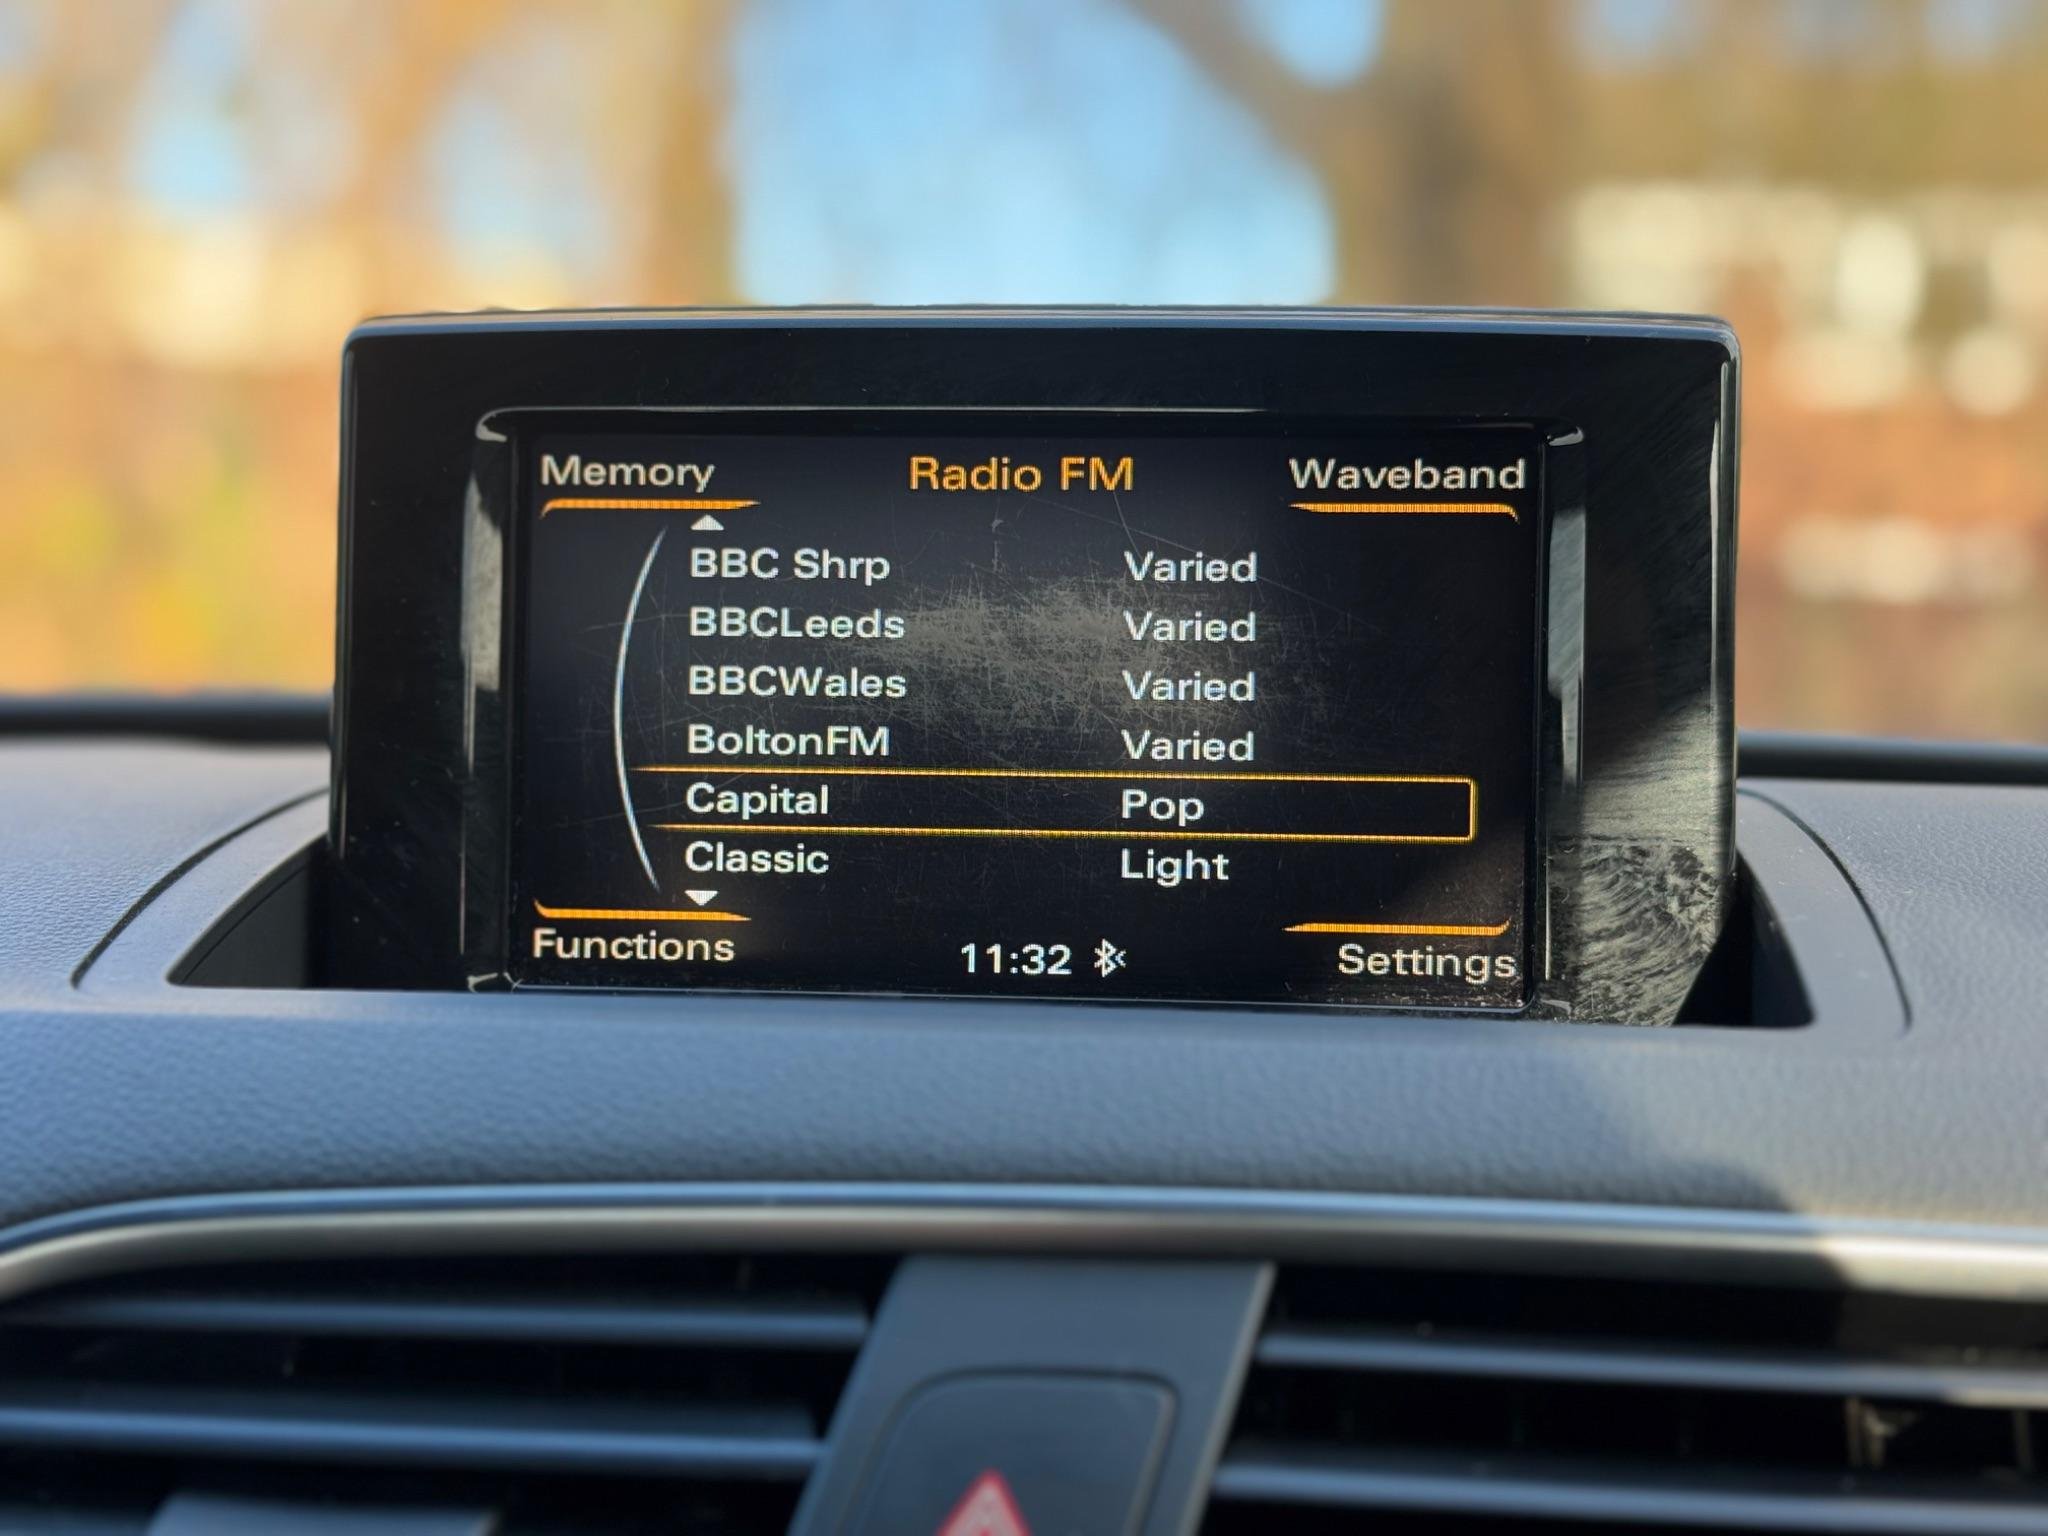 Memory Radio FM Waveband
BBC Shrp Varied
BBCLeeds Varied
BBCWales Varied
BoltonFM Varied
Capital Pop
Classic Light
Functions 11:32 Settings